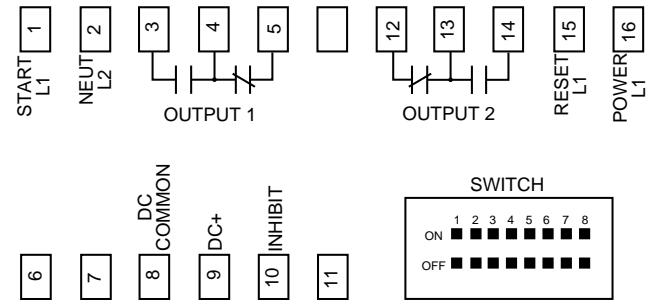 1 2 3 4 5 12 13 14 15 16
START L1
NEUT L2
OUTPUT 1
OUTPUT 2
RESET L1
POWER L1
DC COMMON
DC+
INHIBIT
6 7 8 9 10 11
SWITCH
1 2 3 4 5 6 7 8
ON
OFF